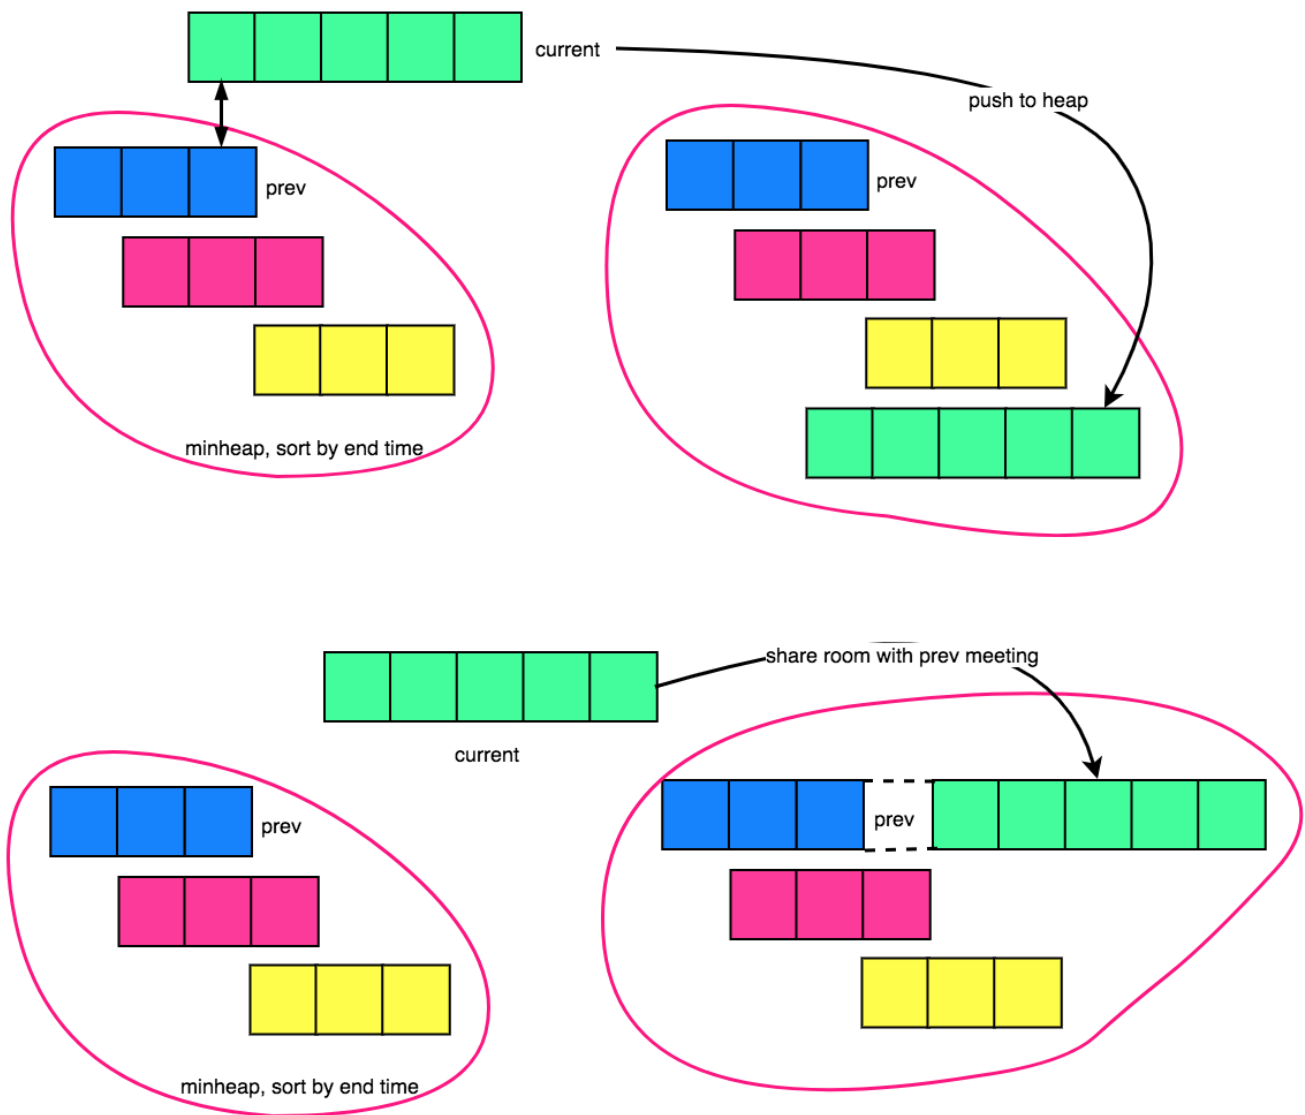 current
push to heap
prev
prev
minheap, sort by end time
share room with prev meeting
current
prev
prev
minheap, sort by end time